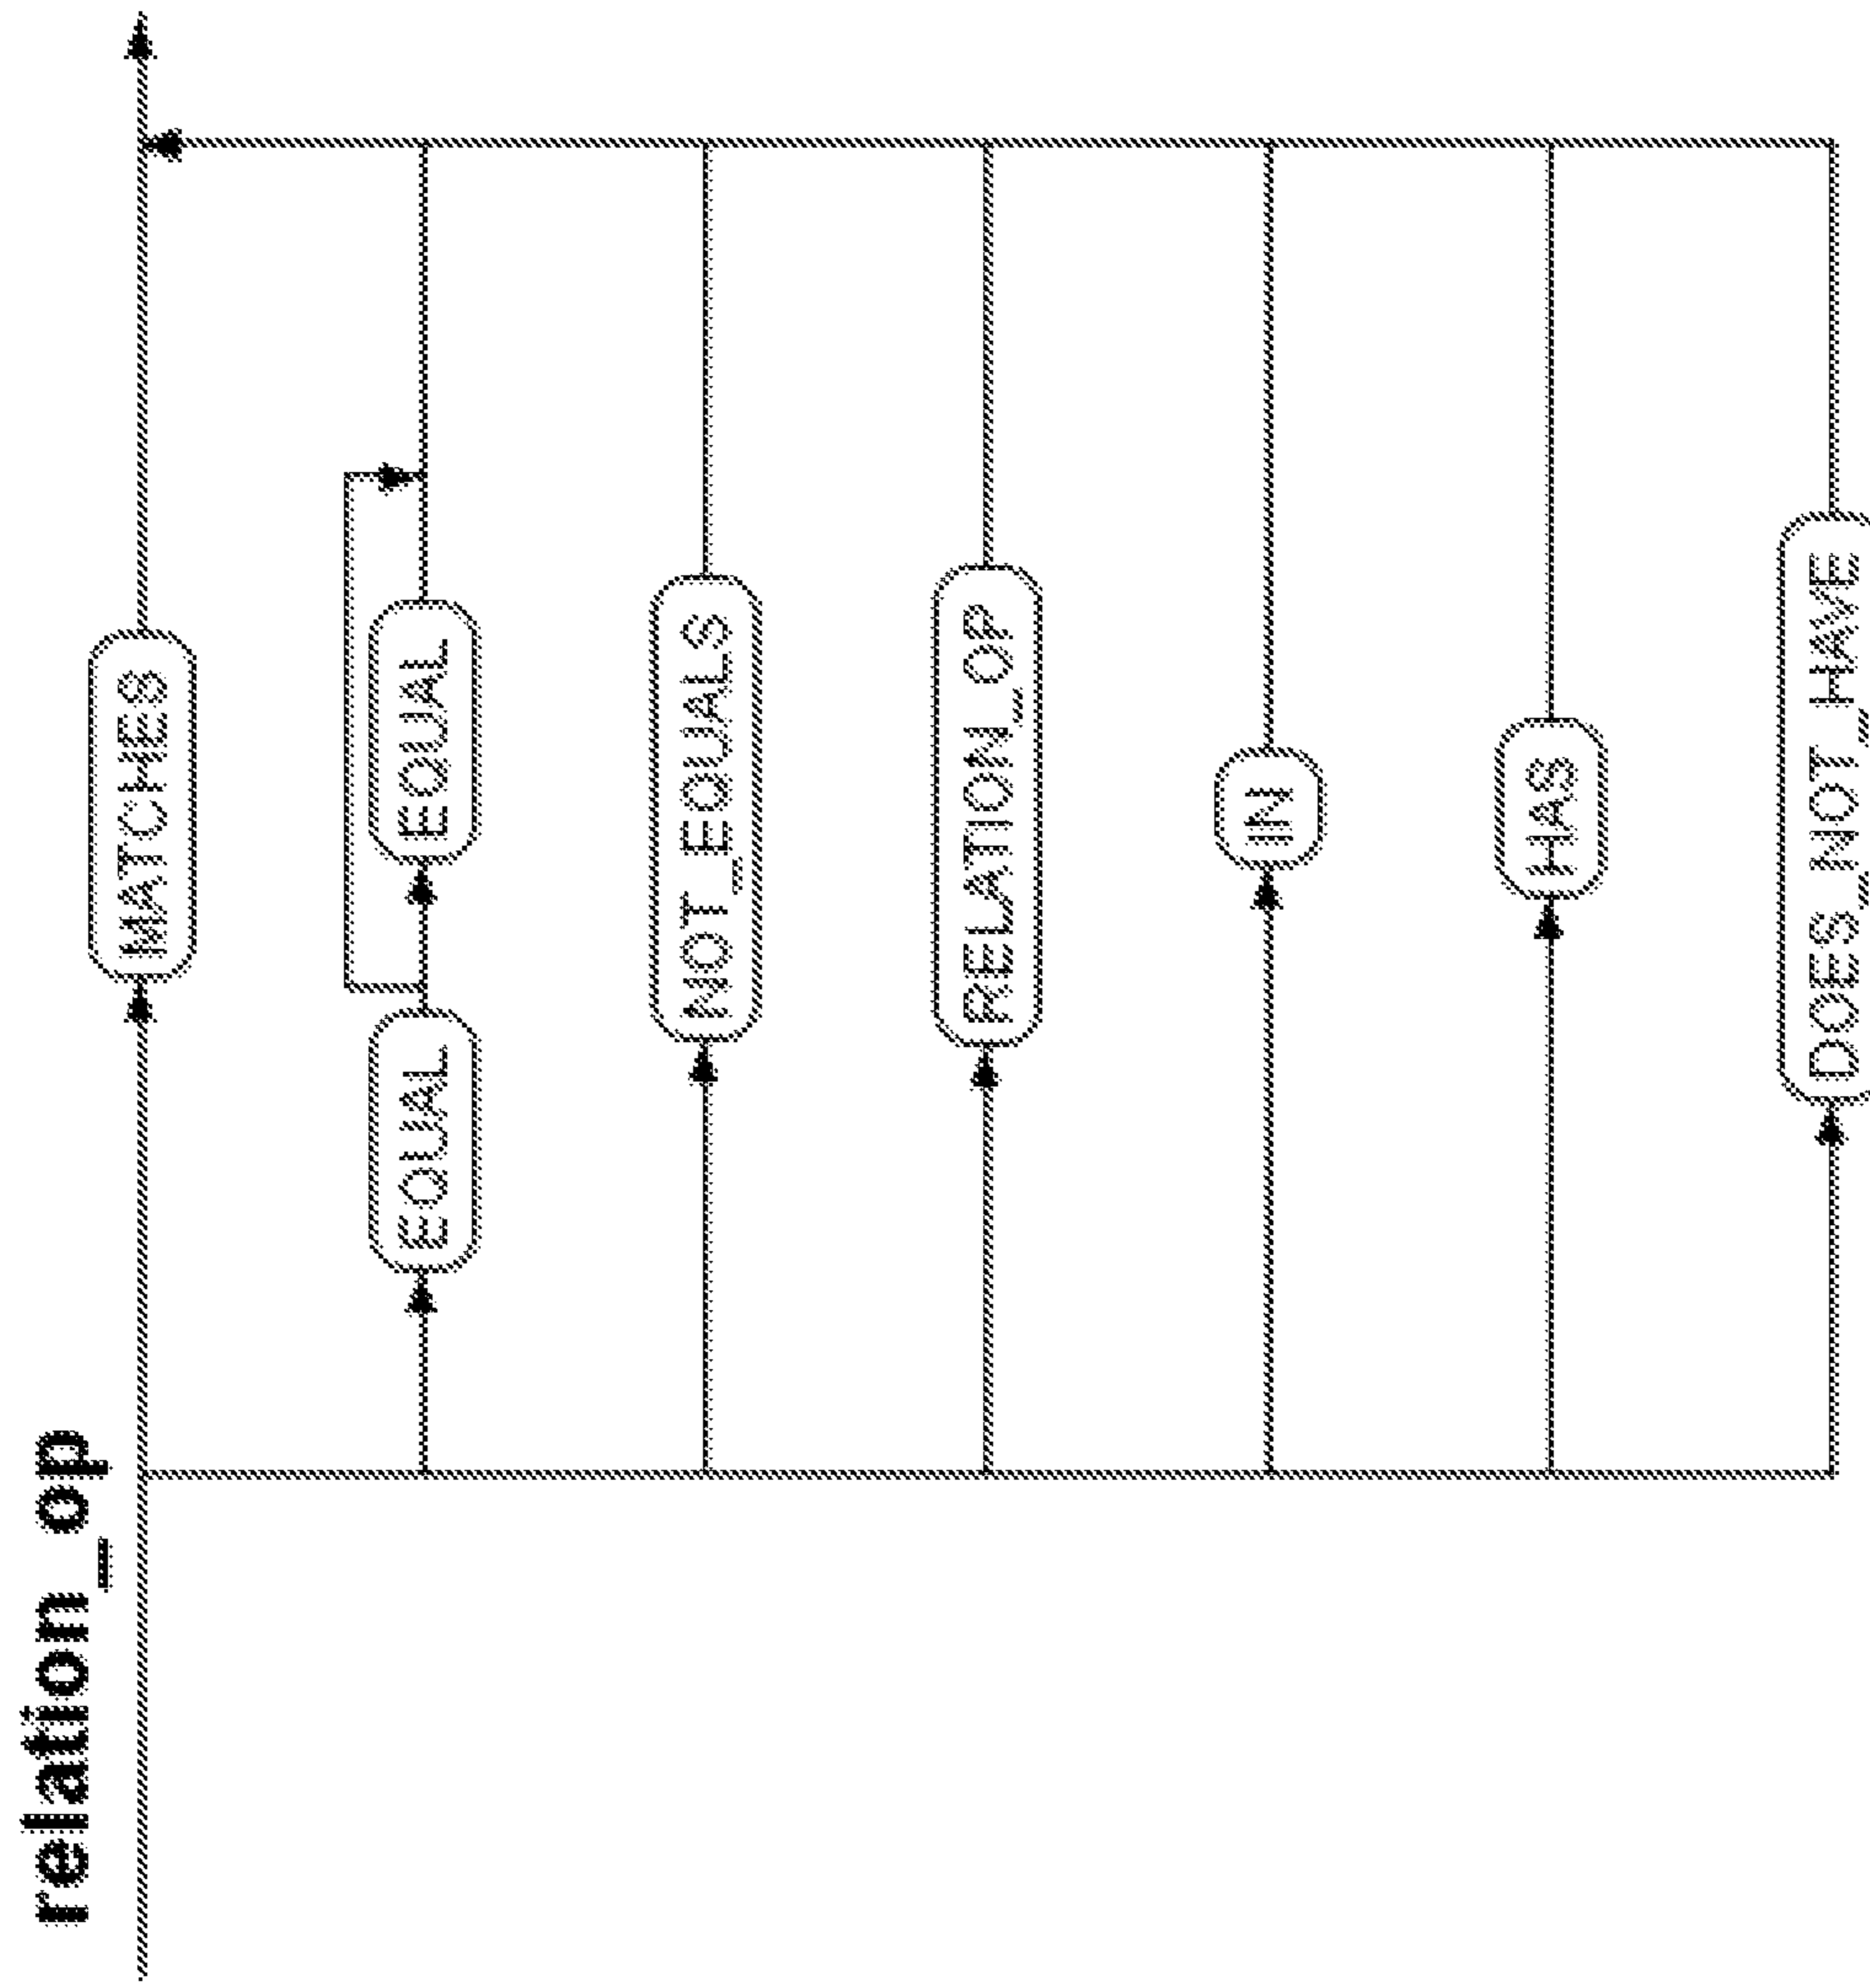 relation_op
MATCHES
EQUAL EQUAL
NOT_EQUALS
RELATION_OP
IN
HAS
DOES_NOT_HAVE